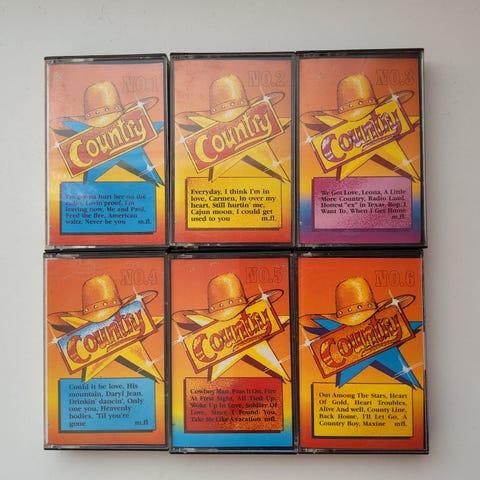 NO.1
Country
I'm gonna hurt her on the
radio, Lovin proof, I'm
leaving now, Me and Paul,
Feed the fire, American
waltz, Never be you m.fl.
NO.2
Country
Everyday, I think I'm in
love, Carmen, In over my
heart, Still hurtin' me,
Cajun moon, I could get
used to you m.fl.
NO.3
Country
We Got Love, Leona, A Little
More Country, Radio Land,
Hottest "ex" in Texas, Bop, I
Want To, When I Get Home
m.fl.
NO.4
Country
Could it be love, His
mountain, Daryl Jean,
Drinkin' dancin', Only
one you, Heavenly
bodies, 'Til you're
gone m.fl
NO.5
Country
Cowboy Man, Pass It On, Fire
At First Sight, All Tied Up,
Woke Up In Love, Soldier Of
Love, Since I Found You,
Take Me Like A vacation m.fl.
NO.6
Country
Out Among The Stars, Heart
Of Gold, Heart Troubles,
Alive And well, County Line,
Back Home, I'll Let Go, A
Country Boy, Maxine m.fl.